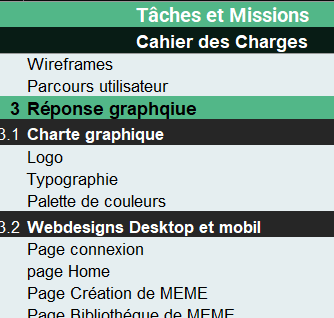 Tâches et Missions
Cahier des Charges
Wireframes
Parcours utilisateur
3 Réponse graphqiue
3.1 Charte graphique
Logo
Typographie
Palette de couleurs
3.2 Webdesigns Desktop et mobil
Page connexion
page Home
Page Création de MEME
Page Bibliothéque de MEME